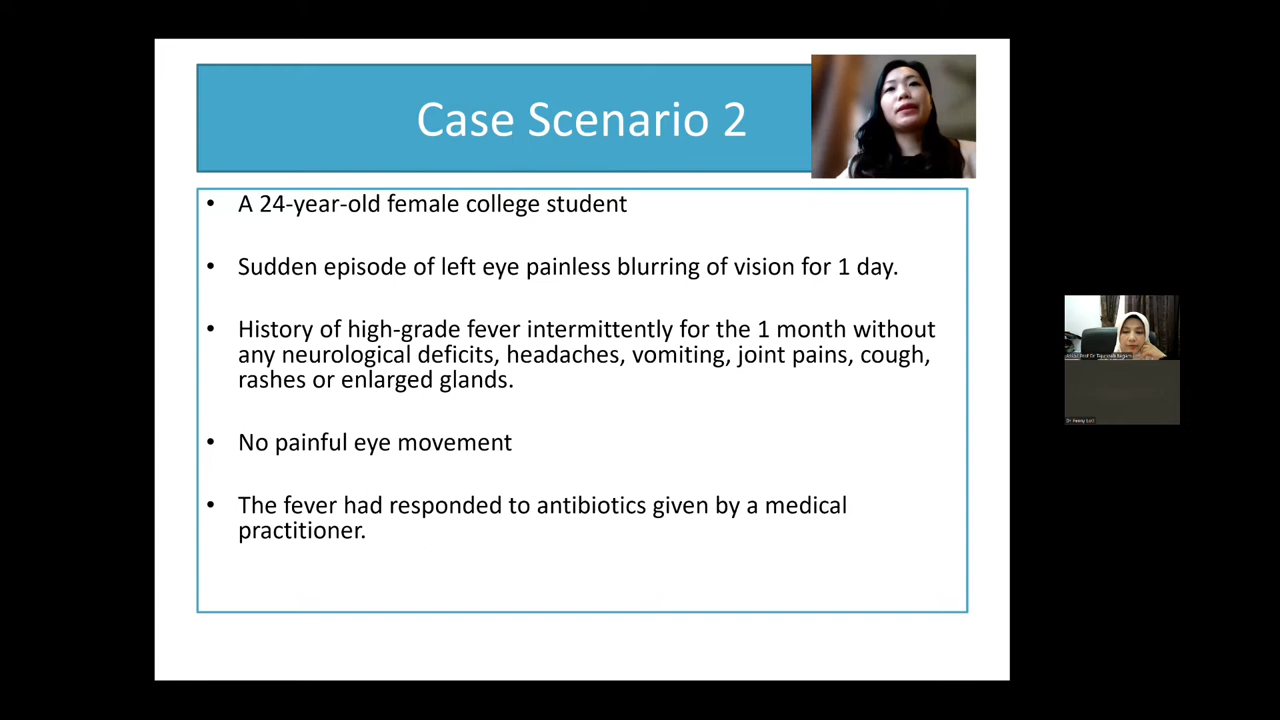 Case Scenario 2
• A 24-year-old female college student
• Sudden episode of left eye painless blurring of vision for 1 day.
• History of high-grade fever intermittently for the 1 month without
any neurological deficits, headaches, vomiting, joint pains, cough,
rashes or enlarged glands.
• No painful eye movement
• The fever had responded to antibiotics given by a medical
practitioner.